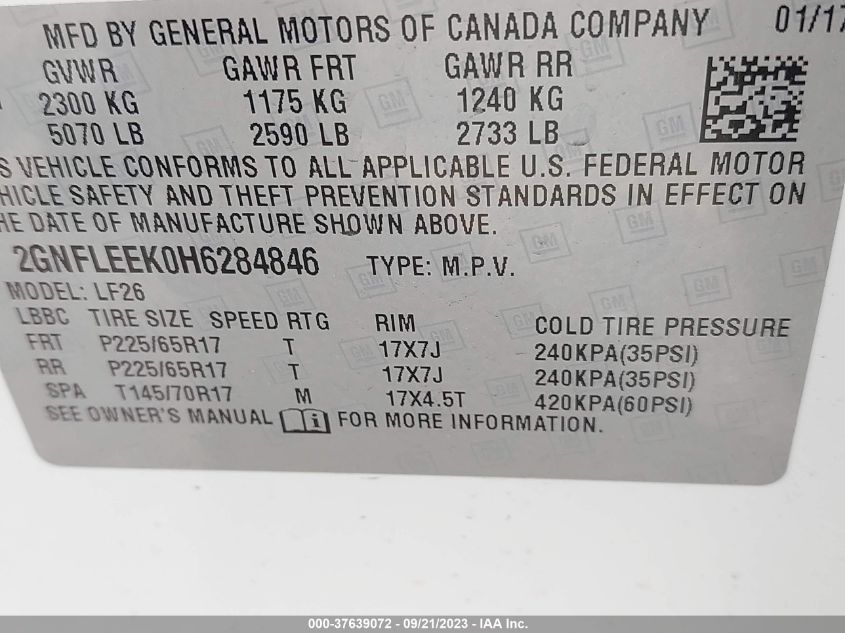 MFD BY GENERAL MOTORS OF CANADA COMPANY 01/17
GVWR GAWR FRT GAWR RR
2300 KG 1175 KG 1240 KG
5070 LB 2590 LB 2733 LB
S VEHICLE CONFORMS TO ALL APPLICABLE U.S. FEDERAL MOTOR
HICLE SAFETY AND THEFT PREVENTION STANDARDS IN EFFECT ON
HE DATE OF MANUFACTURE SHOWN ABOVE.
2GNFLEEK0H6284846 TYPE: M.P.V.
MODEL: LF26
LBBC TIRE SIZE SPEED RTG RIM COLD TIRE PRESSURE
FRT P225/65R17 T 17X7J 240KPA(35PSI)
RR P225/65R17 T 17X7J 240KPA(35PSI)
SPA T145/70R17 M 17X4.5T 420KPA(60PSI)
SEE OWNER'S MANUAL i FOR MORE INFORMATION.
000-37639072 - 09/21/2023 - IAA Inc.